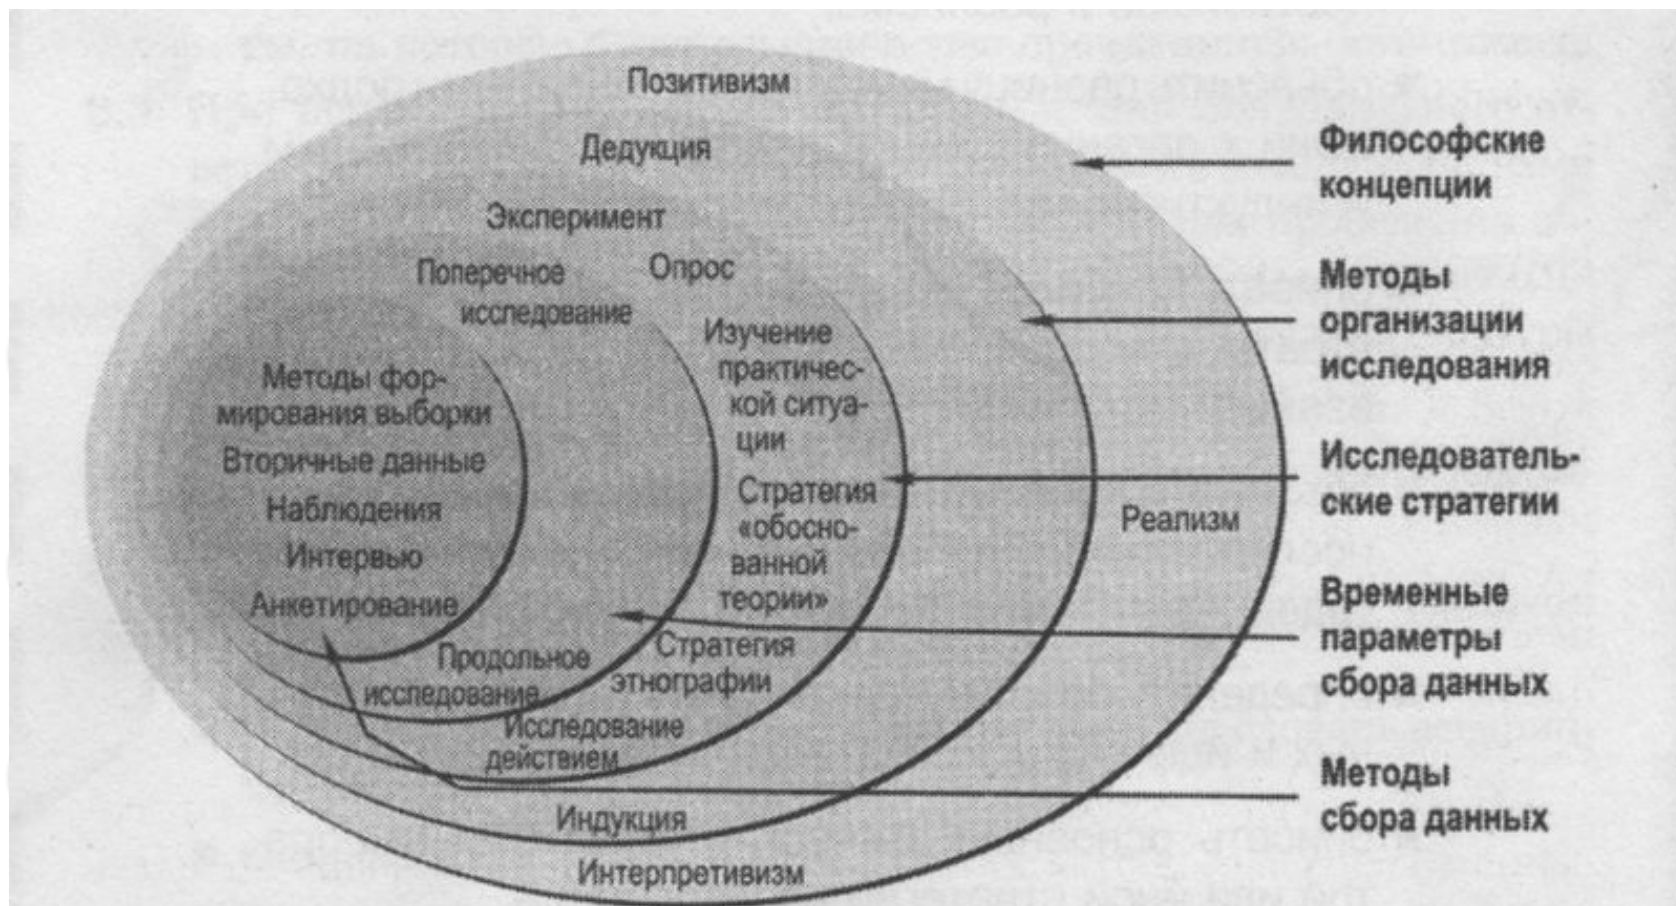 Позитивизм
Дедукция
Эксперимент
Поперечное
исследование
Опрос
Изучение
практичес-
кой ситуа-
ции
Стратегия
«обосно-
ванной
теории»
Стратегия
этнографии
Исследование
действием
Продольное
исследование
Методы фор-
мирования выборки
Вторичные данные
Наблюдения
Интервью
Анкетирование
Индукция
Интерпретивизм
Реализм
Философские
концепции
Методы
организации
исследования
Исследователь-
ские стратегии
Временные
параметры
сбора данных
Методы
сбора данных